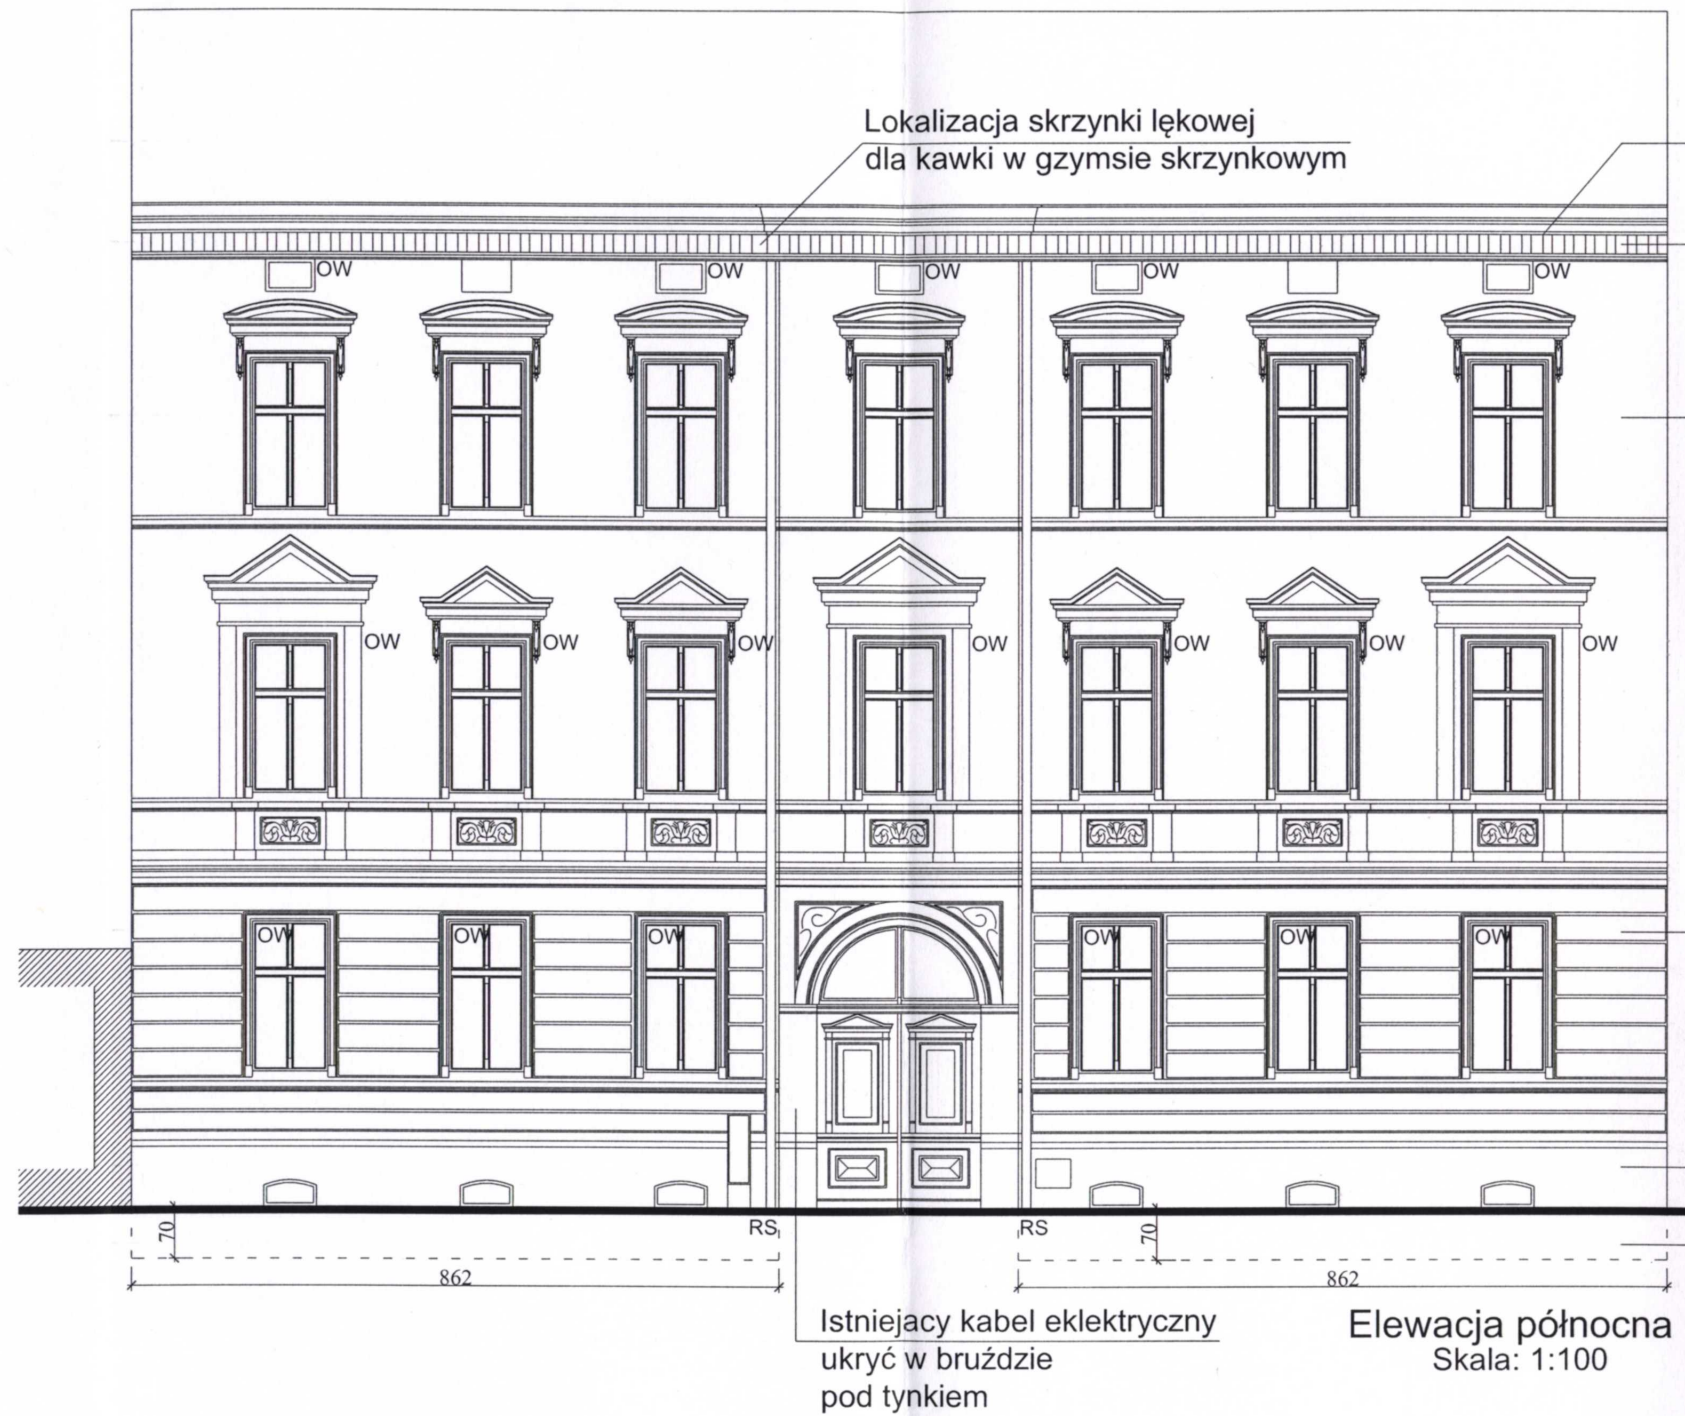 Lokalizacja skrzynki lękowej
dla kawki w gzymsie skrzynkowym
OW OW OW OW OW
OW OW OW OW OW OW OW
OW OW OW OW OW OW
70 RS RS 70
862 862
Istniejacy kabel eklektryczny
ukryć w bruździe
pod tynkiem
Elewacja północna
Skala: 1:100